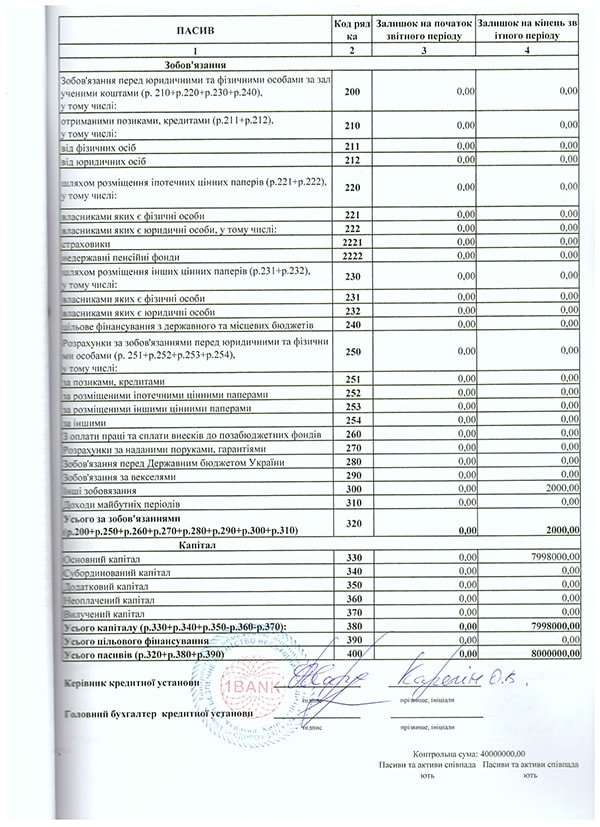 ПАСИВ Код ряд Залишок на початок Залишок на кінець зв
ка звітного періоду ітного періоду
1 2 3 4
Зобов'язання
Зобов'язання перед юридичними та фізичними особами за зал
ученими коштами (р. 210+р.220+р.230+р.240), 200 0,00 0,00
у тому числі:
отриманими позиками, кредитами (р.211+р.212), 210 0,00 0,00
у тому числі:
від фізичних осіб 211 0,00 0,00
від юридичних осіб 212 0,00 0,00
шляхом розміщення іпотечних цінних паперів (р.221+р.222), 220 0,00 0,00
у тому числі:
власниками яких є фізичні особи 221 0,00 0,00
власниками яких є юридичні особи, у тому числі: 222 0,00 0,00
страховики 2221 0,00 0,00
недержавні пенсійні фонди 2222 0,00 0,00
шляхом розміщення інших цінних паперів (р.231+р.232), 230 0,00 0,00
у тому числі:
власниками яких є фізичні особи 231 0,00 0,00
власниками яких є юридичні особи 232 0,00 0,00
цільове фінансування з державного та місцевих бюджетів 240 0,00 0,00
Розрахунки за зобов'язаннями перед юридичними та фізични
ми особами (р. 251+р.252+р.253+р.254), 250 0,00 0,00
у тому числі:
за позиками, кредитами 251 0,00 0,00
за розміщеними іпотечними цінними паперами 252 0,00 0,00
за розміщеними іншими цінними паперами 253 0,00 0,00
за іншими 254 0,00 0,00
З оплати праці та сплати внесків до позабюджетних фондів 260 0,00 0,00
Розрахунки за наданими поруками, гарантіями 270 0,00 0,00
Зобов'язання перед Державним бюджетом України 280 0,00 0,00
Зобов'язання за векселями 290 0,00 0,00
Інші зобовязання 300 0,00 2000,00
Доходи майбутніх періодів 310 0,00 0,00
Усього за зобов'язаннями 320
(р.200+р.250+р.260+р.270+р.280+р.290+р.300+р.310) 0,00 2000,00
Капітал
Основний капітал 330 0,00 7998000,00
Субординований капітал 340 0,00 0,00
Додатковий капітал 350 0,00 0,00
Неоплачений капітал 360 0,00 0,00
Вилучений капітал 370 0,00 0,00
Усього капіталу (р.330+р.340+р.350-р.360-р.370): 380 0,00 7998000,00
Усього цільового фінансування 390 0,00 0,00
Усього пасивів (р.320+р.380+р.390) 400 0,00 8000000,00
Керівник кредитної установи Карепін О.В.
1BANK
підпис прізвище, ініціали
Головний бухгалтер кредитної установи
підпис прізвище, ініціали
Контрольна сума: 40000000,00
Пасиви та активи співпада Пасиви та активи співпада
ють ють